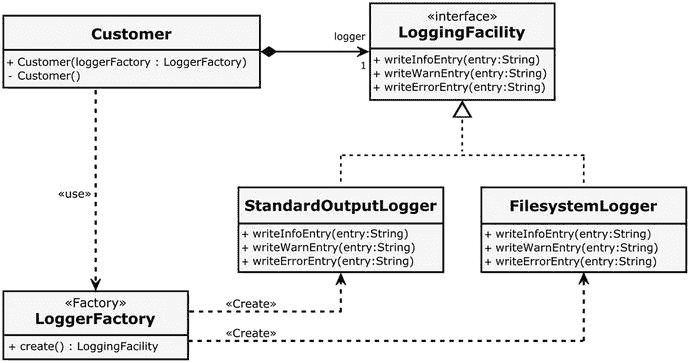 Customer
+ Customer(loggerFactory : LoggerFactory)
- Customer()
logger
1
«interface»
LoggingFacility
+ writeInfoEntry(entry:String)
+ writeWarnEntry(entry:String)
+ writeErrorEntry(entry:String)
«use»
StandardOutputLogger
+ writeInfoEntry(entry:String)
+ writeWarnEntry(entry:String)
+ writeErrorEntry(entry:String)
FilesystemLogger
+ writeInfoEntry(entry:String)
+ writeWarnEntry(entry:String)
+ writeErrorEntry(entry:String)
«Factory»
LoggerFactory
+ create() : LoggingFacility
«Create»
«Create»